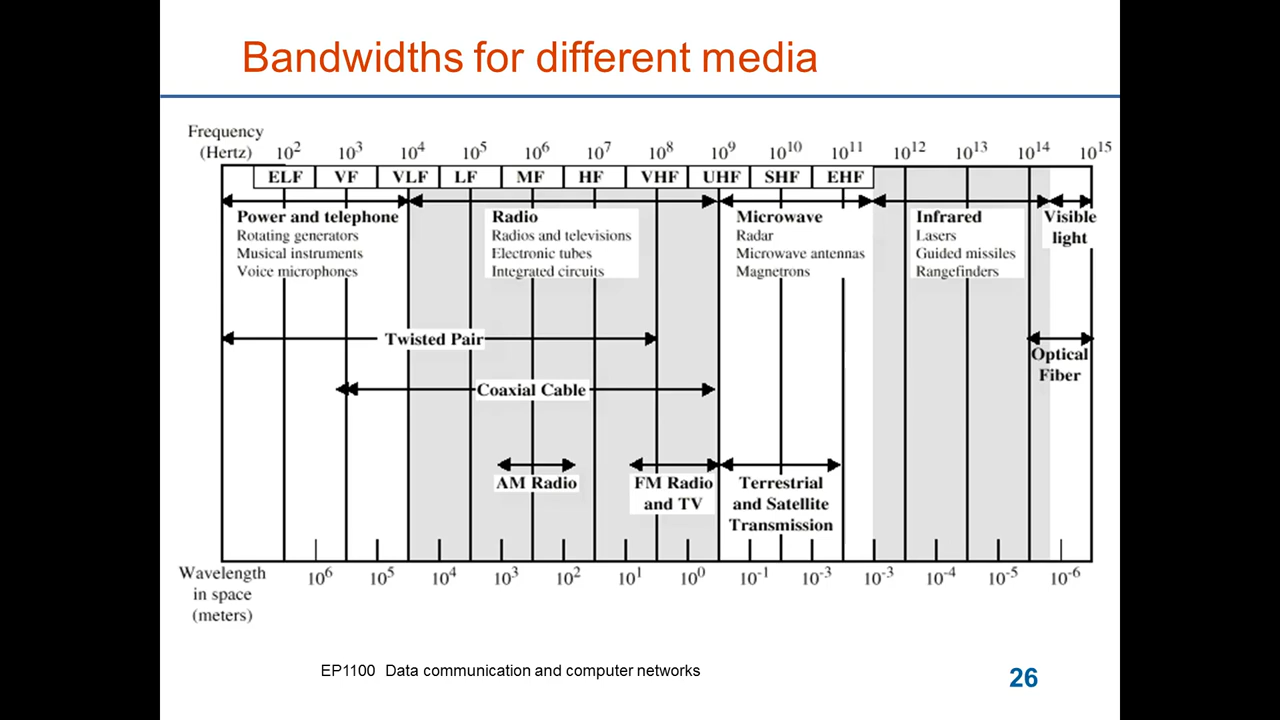 Bandwidths for different media
Frequency
(Hertz) 10² 10³ 10⁴ 10⁵ 10⁶ 10⁷ 10⁸ 10⁹ 10¹⁰ 10¹¹ 10¹² 10¹³ 10¹⁴ 10¹⁵
ELF VF VLF LF MF HF VHF UHF SHF EHF
Power and telephone
Rotating generators
Musical instruments
Voice microphones
Radio
Radios and televisions
Electronic tubes
Integrated circuits
Microwave
Radar
Microwave antennas
Magnetrons
Infrared
Lasers
Guided missiles
Rangefinders
Visible
light
Twisted Pair
Optical
Fiber
Coaxial Cable
AM Radio
FM Radio
and TV
Terrestrial
and Satellite
Transmission
Wavelength
in space
(meters)
10⁶ 10⁵ 10⁴ 10³ 10² 10¹ 10⁰ 10⁻¹ 10⁻³ 10⁻³ 10⁻⁴ 10⁻⁵ 10⁻⁶
EP1100 Data communication and computer networks
26